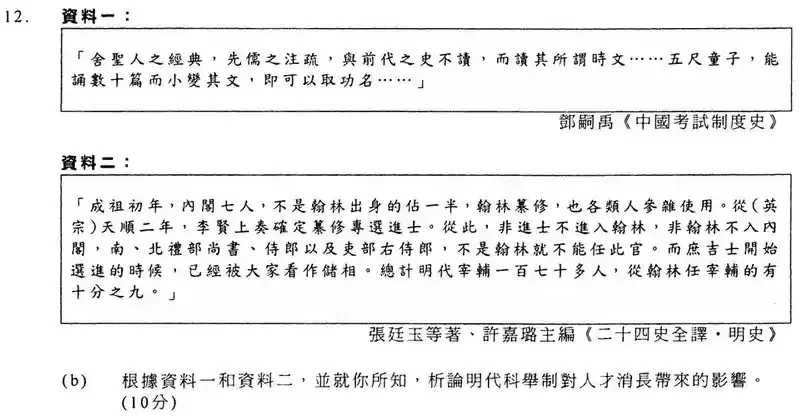 12. 資料一：
「舍聖人之經典，先儒之注疏，與前代之史不讀，而讀其所謂時文⋯⋯五尺童子，能
誦數十篇而小變其文，即可以取功名⋯⋯」
鄧嗣禹《中國考試制度史》
資料二：
「成祖初年，內閣七人，不是翰林出身的佔一半，翰林纂修，也各類人參雜使用。從(英
宗)天順二年，李賢上奏確定纂修專選進士。從此，非進士不進入翰林，非翰林不入內
閣，南、北禮部尚書、侍郎以及吏部右侍郎，不是翰林就不能任此官。而庶吉士開始
選進的時候，已經被大家看作儲相。總計明代宰輔一百七十多人，從翰林任宰輔的有
十分之九。」
張廷玉等著、許嘉璐主編《二十四史全譯・明史》
(b) 根據資料一和資料二，並就你所知，析論明代科舉制對人才消長帶來的影響。
(10分)